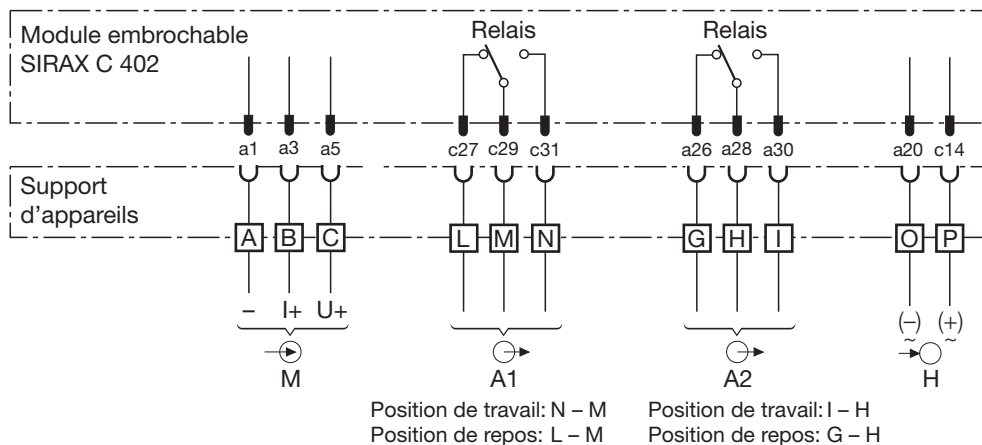 Module embrochable
SIRAX C 402
Relais Relais
a1 a3 a5 c27 c29 c31 a26 a28 a30 a20 c14
Support
d'appareils
A B C L M N G H I O P
– I+ U+ (–) (+)
~ ~
M A1 A2 H
Position de travail: N – M Position de travail: I – H
Position de repos: L – M Position de repos: G – H